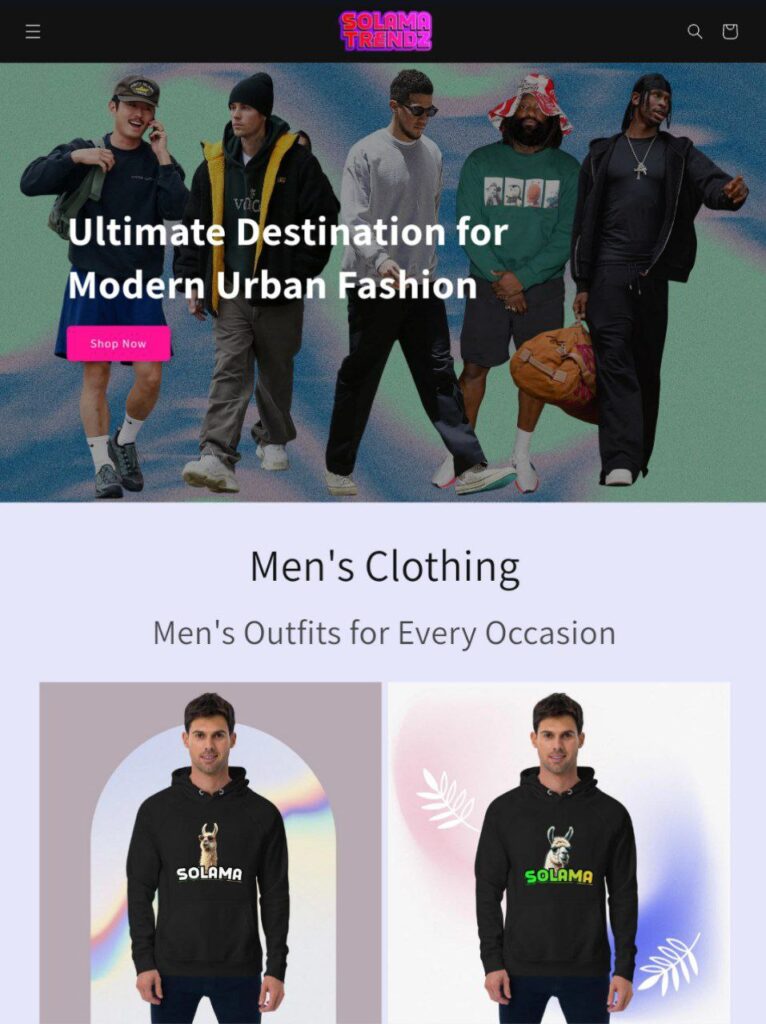 SOLAMA
TRENDZ
Ultimate Destination for
Modern Urban Fashion
Shop Now
Men's Clothing
Men's Outfits for Every Occasion
SOLAMA
SOLAMA